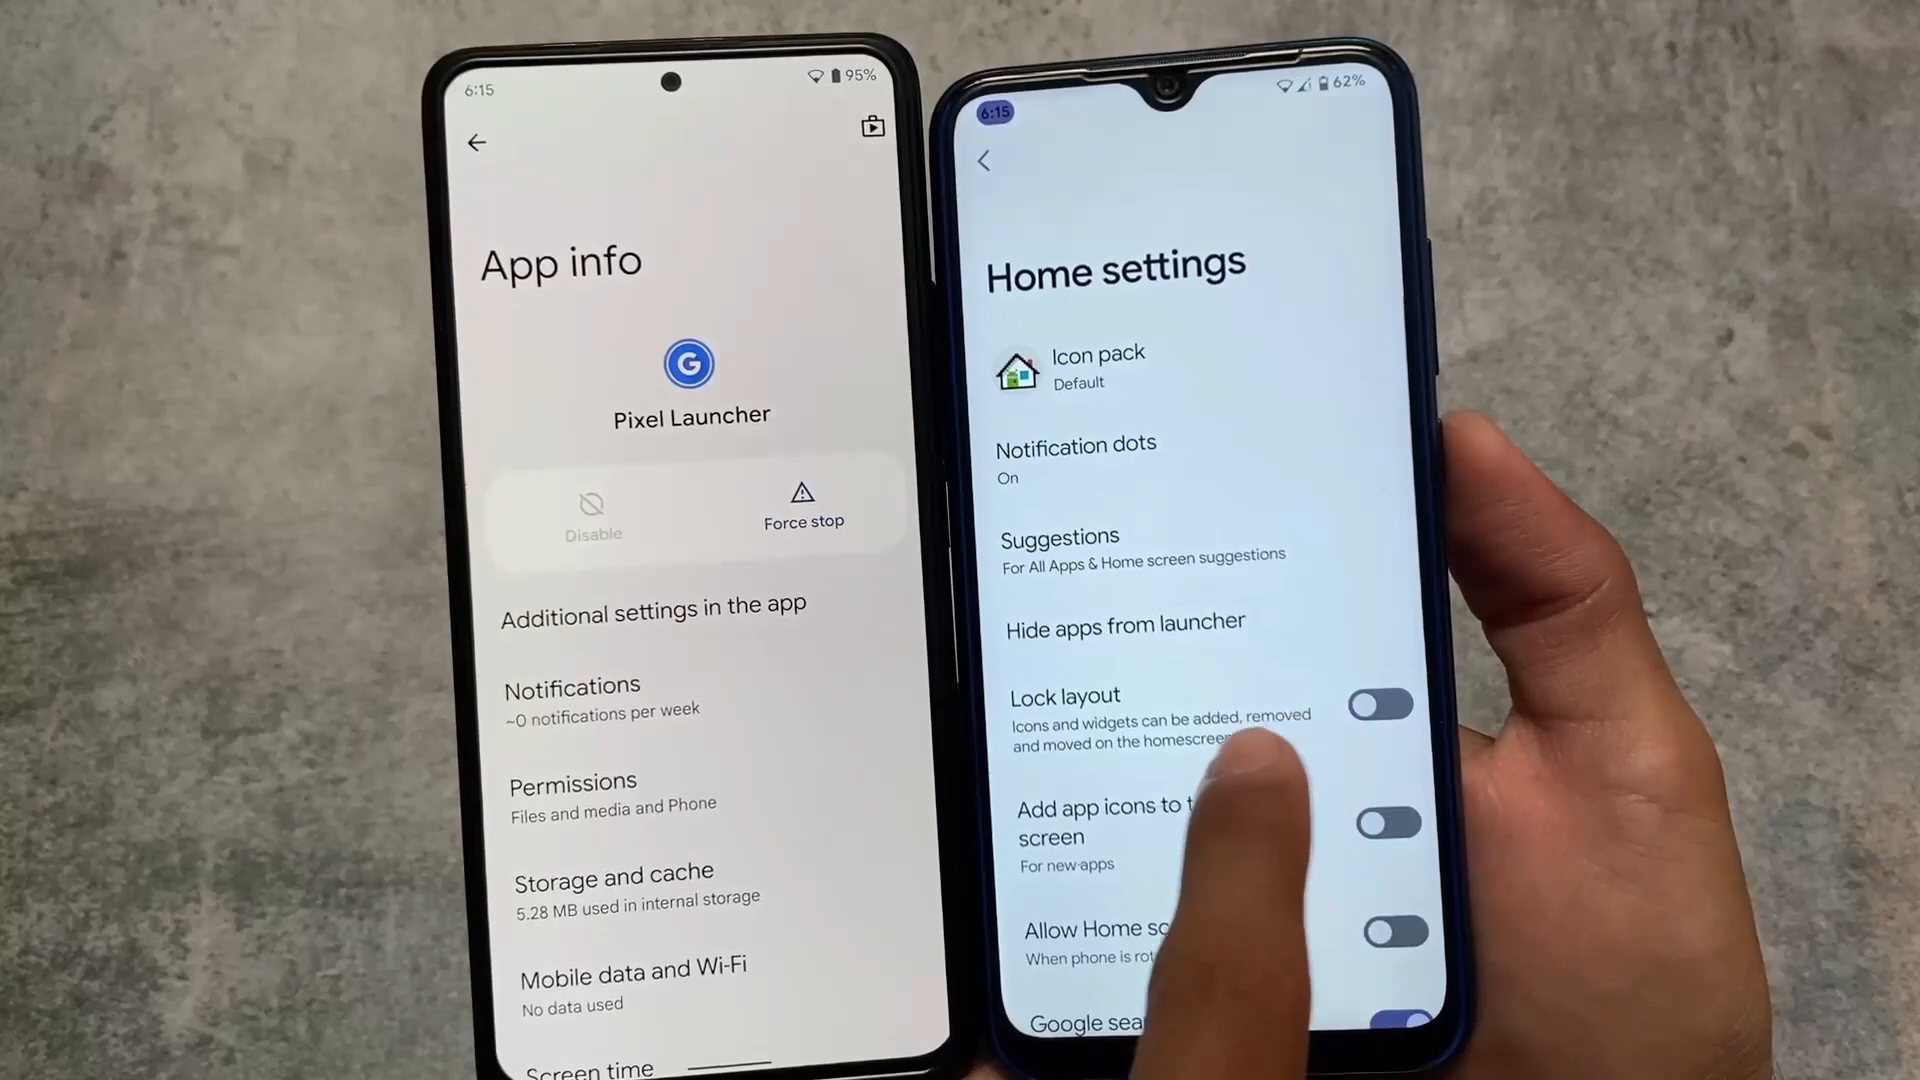 6:15
95%
App info
G
Pixel Launcher
Disable
Force stop
Additional settings in the app
Notifications
~0 notifications per week
Permissions
Files and media and Phone
Storage and cache
5.28 MB used in internal storage
Mobile data and Wi-Fi
No data used
Screen time
6:15
62%
Home settings
Icon pack
Default
Notification dots
On
Suggestions
For All Apps & Home screen suggestions
Hide apps from launcher
Lock layout
Icons and widgets can be added, removed
and moved on the homescreen
Add app icons to
screen
For new apps
Allow Home
When phone is
Google